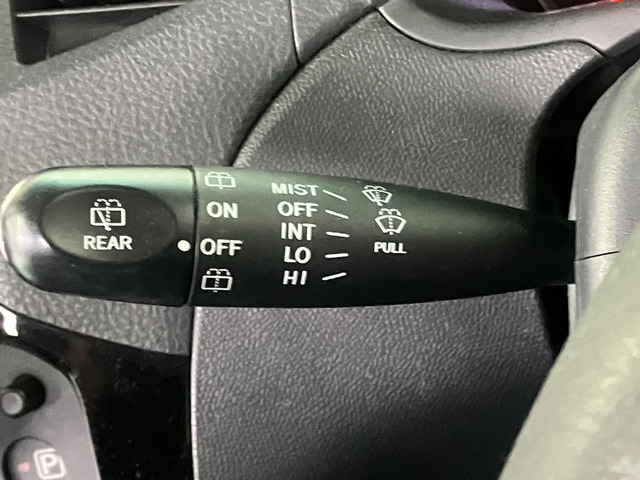 REAR
ON
OFF
MIST
OFF
INT
LO
HI
PULL
P